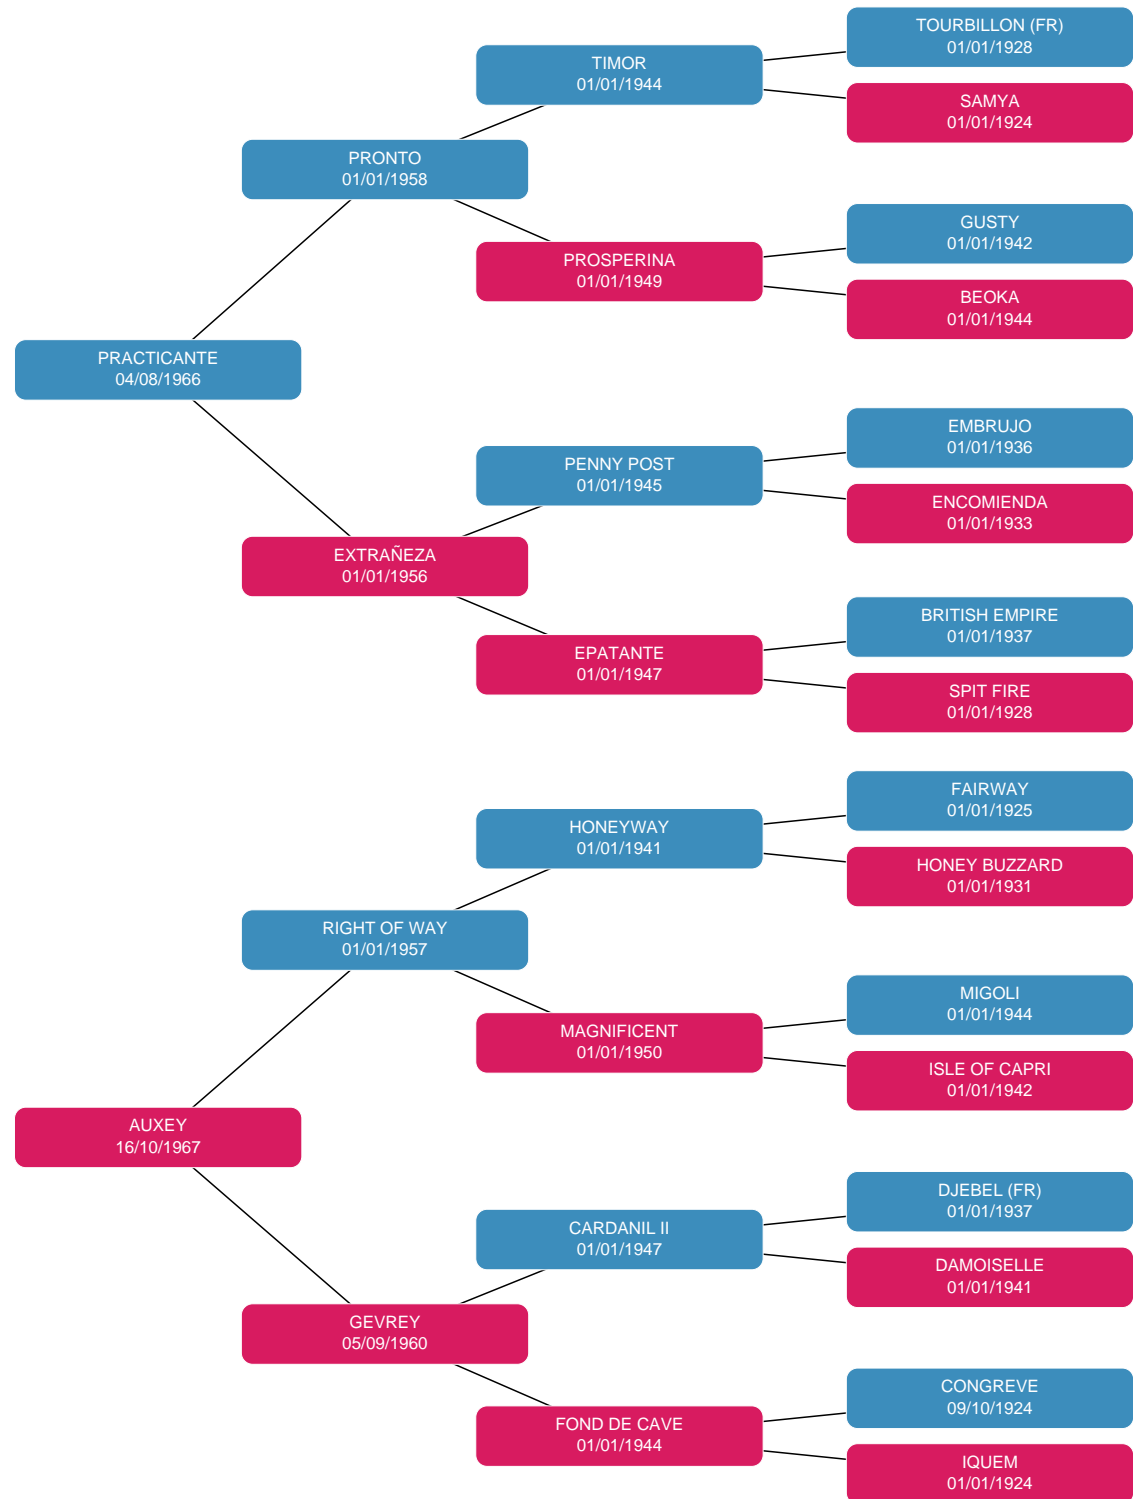 TOURBILLON (FR)
01/01/1928
TIMOR
01/01/1944
SAMYA
01/01/1924
PRONTO
01/01/1958
GUSTY
01/01/1942
PROSPERINA
01/01/1949
BEOKA
01/01/1944
PRACTICANTE
04/08/1966
EMBRUJO
01/01/1936
PENNY POST
01/01/1945
ENCOMIENDA
01/01/1933
EXTRAÑEZA
01/01/1956
BRITISH EMPIRE
01/01/1937
EPATANTE
01/01/1947
SPIT FIRE
01/01/1928
FAIRWAY
01/01/1925
HONEYWAY
01/01/1941
HONEY BUZZARD
01/01/1931
RIGHT OF WAY
01/01/1957
MIGOLI
01/01/1944
MAGNIFICENT
01/01/1950
ISLE OF CAPRI
01/01/1942
AUXEY
16/10/1967
DJEBEL (FR)
01/01/1937
CARDANIL II
01/01/1947
DAMOISELLE
01/01/1941
GEVREY
05/09/1960
CONGREVE
09/10/1924
FOND DE CAVE
01/01/1944
IQUEM
01/01/1924